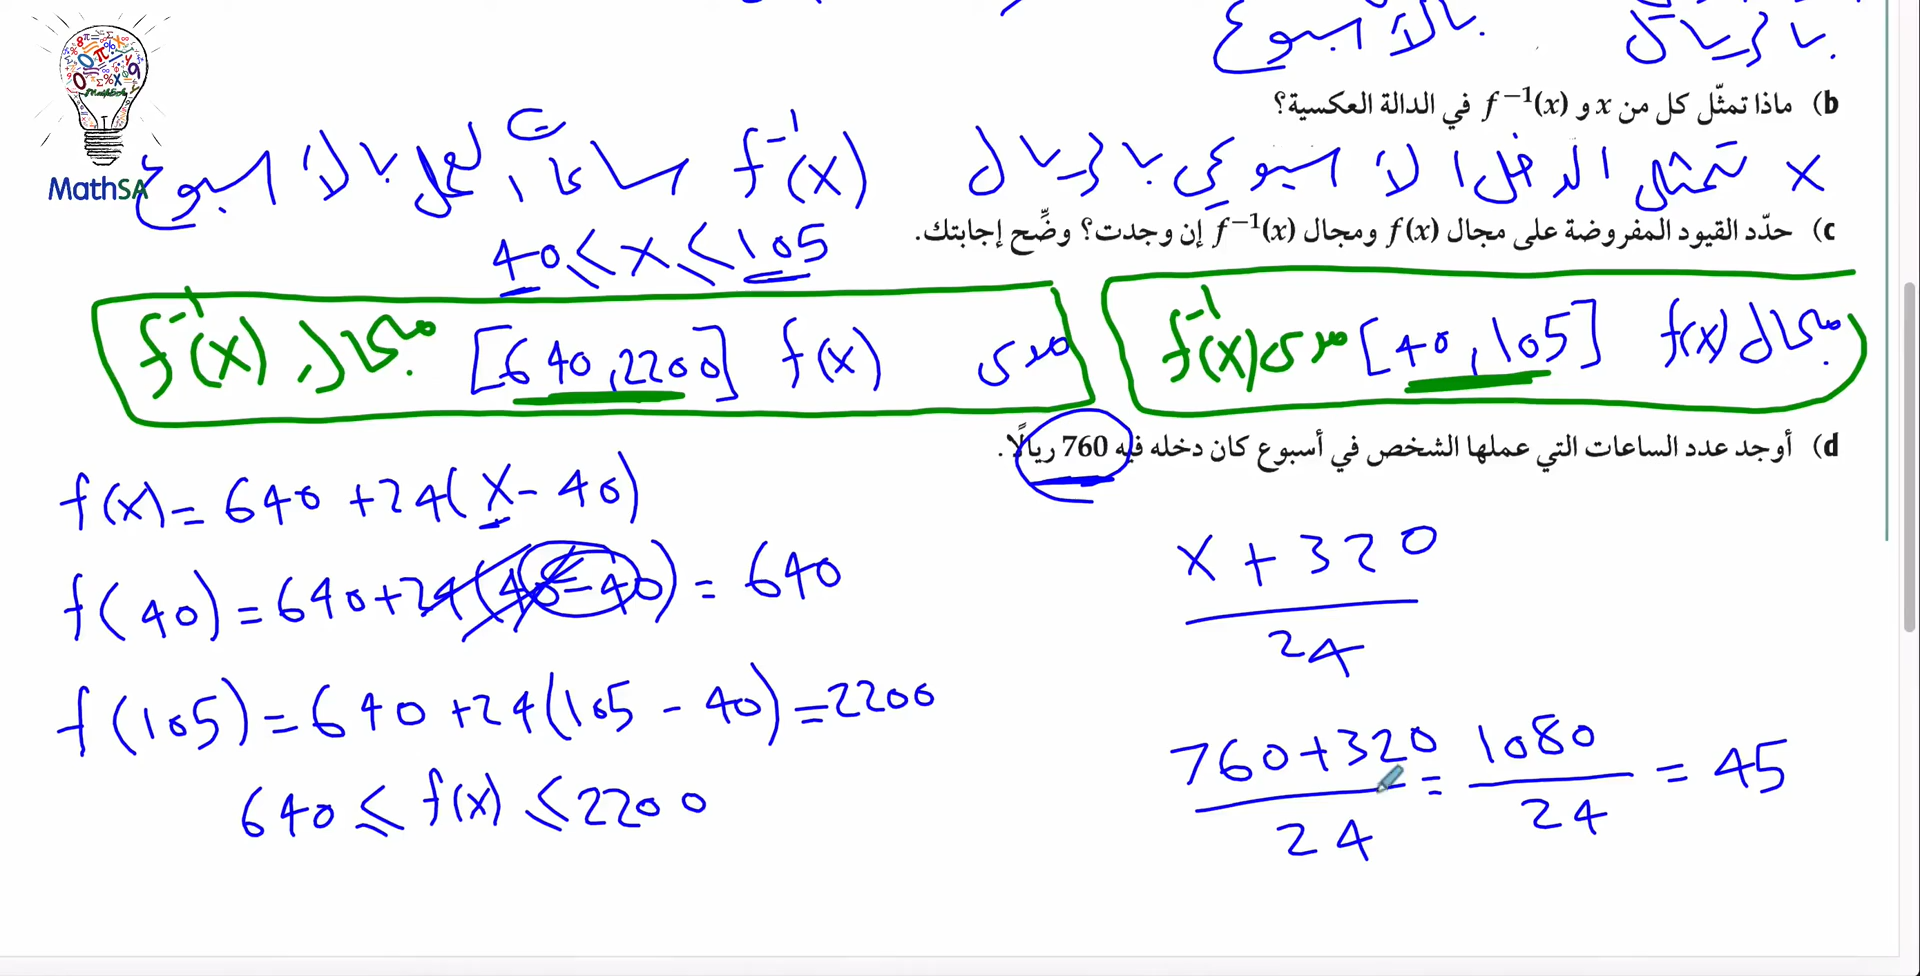 بالريال بالأسبوع
b) ماذا تمثّل كل من x و f⁻¹(x) في الدالة العكسية؟
x تمثل الدخل الأسبوعي بالريال f⁻¹(x) ساعات العمل بالأسبوع
MathSA
c) حدّد القيود المفروضة على مجال f(x) ومجال f⁻¹(x) إن وجدت؟ وضِّح إجابتك.
40 ≤ x ≤ 105
مجال f(x) [40, 105] مدى f⁻¹(x)
مدى f(x) [640, 2200] مجال f⁻¹(x)
d) أوجد عدد الساعات التي عملها الشخص في أسبوع كان دخله فيه 760 ريالًا.
f(x) = 640 + 24(x - 40)
f(40) = 640 + 24(40 - 40) = 640
f(105) = 640 + 24(105 - 40) = 2200
640 ≤ f(x) ≤ 2200
x + 320
24
760 + 320 = 1080 = 45
24 24